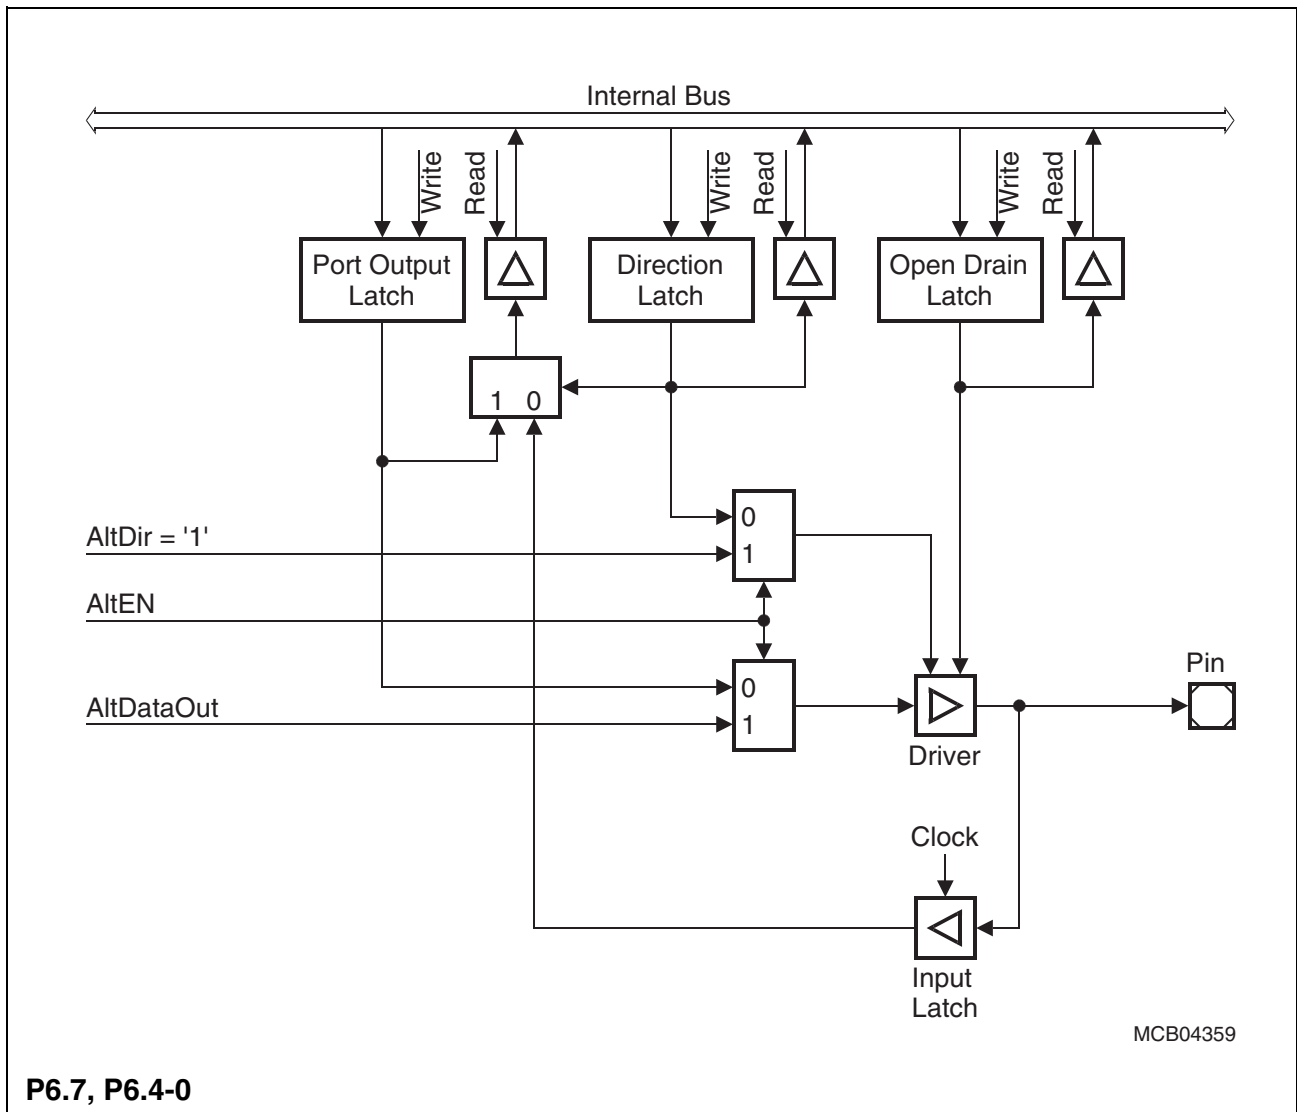 Internal Bus
Write
Read
Write
Read
Write
Read
Port Output
Latch
Direction
Latch
Open Drain
Latch
1 0
0
1
AltDir = '1'
AltEN
0
1
AltDataOut
Pin
Driver
Clock
Input
Latch
MCB04359
P6.7, P6.4-0